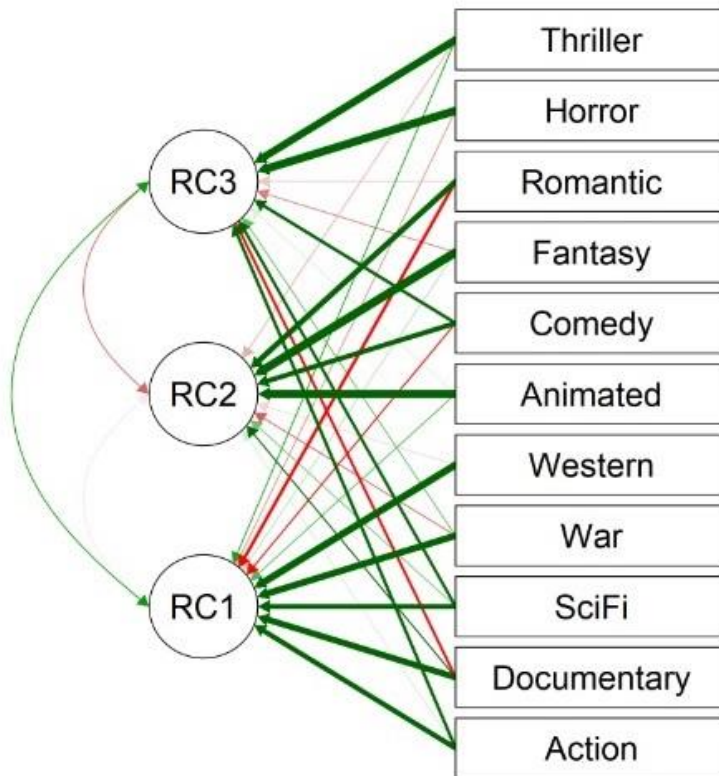 Thriller
Horror
RC3
Romantic
Fantasy
Comedy
RC2
Animated
Western
War
RC1
SciFi
Documentary
Action